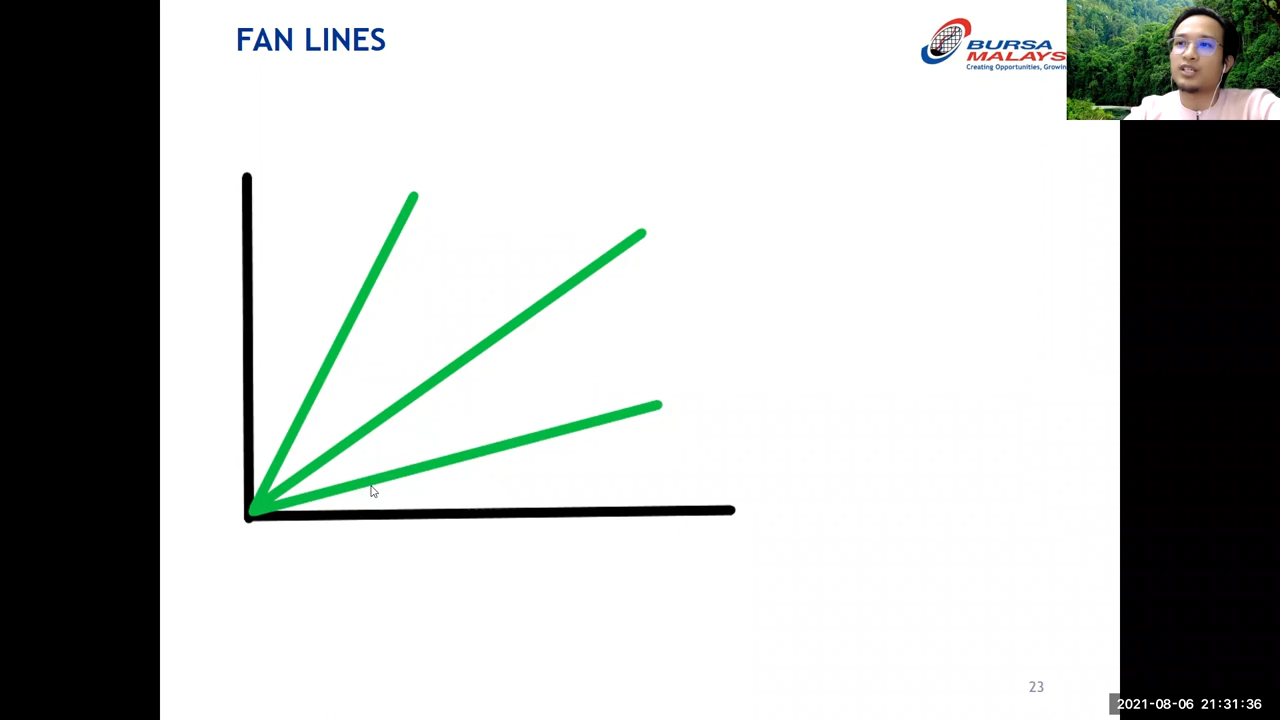 FAN LINES
BURSA
MALAYS
Creating Opportunities, Growin
23
2021-08-06 21:31:36